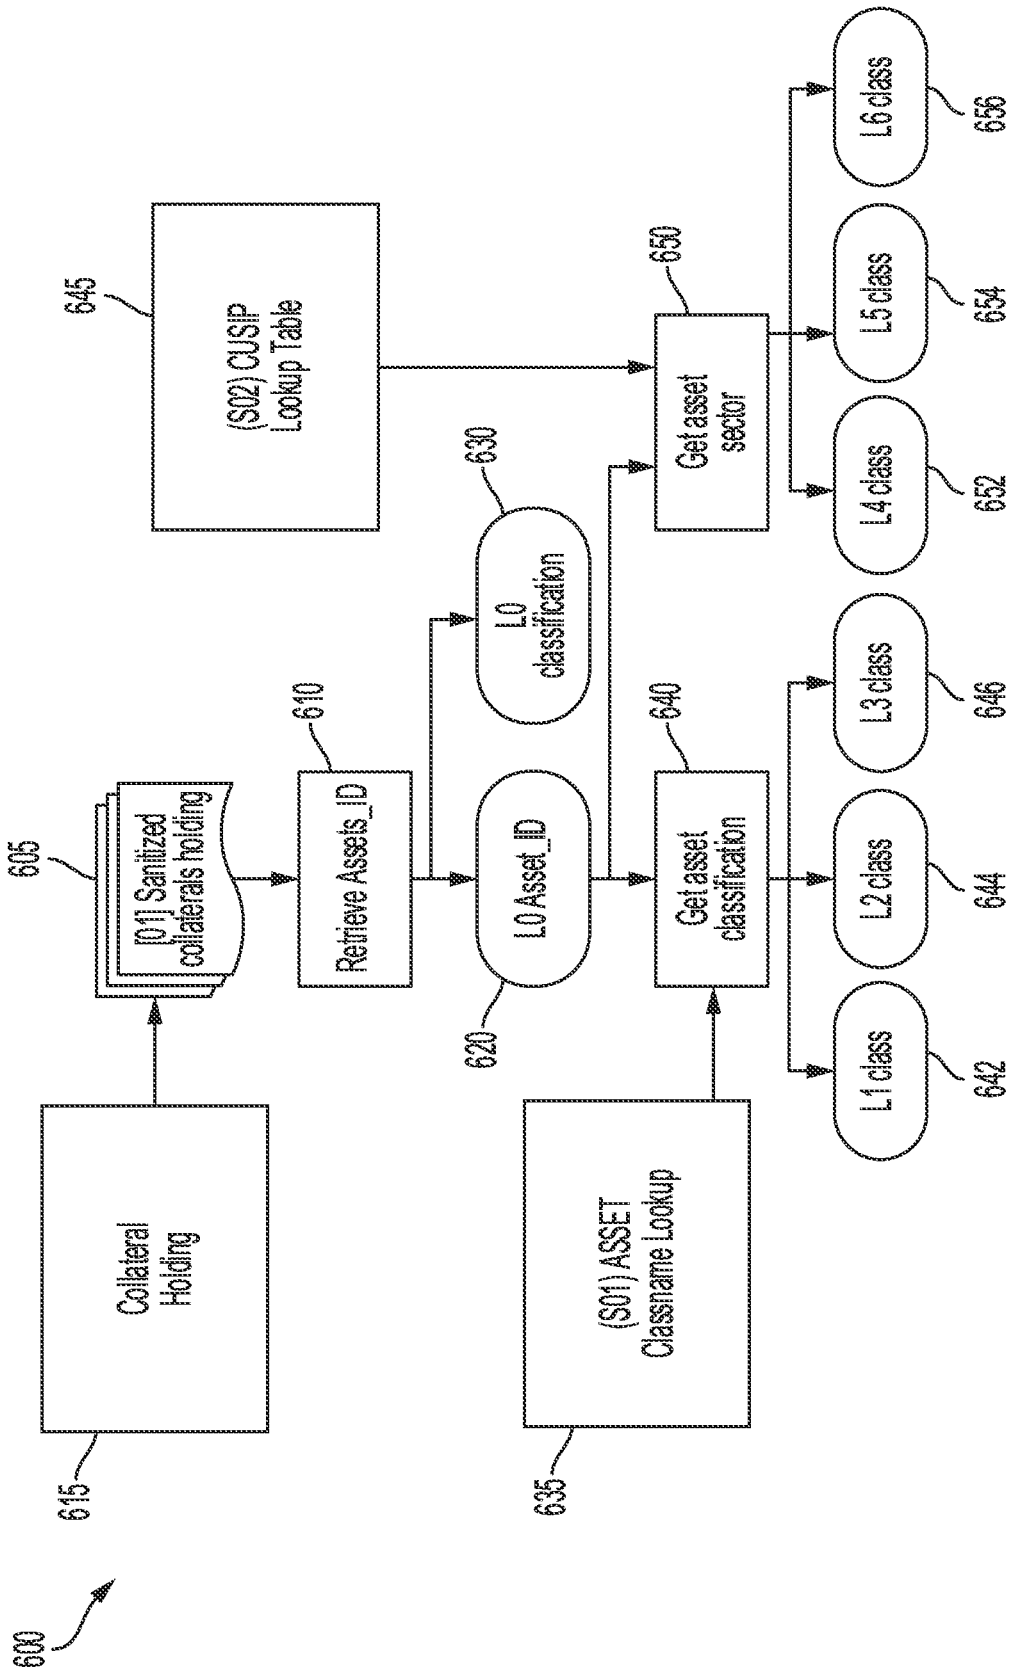 600
615
Collateral
Holding
605
[01] Sanitized
collaterals holding
645
(S02) CUSIP
Lookup Table
610
Retrieve Assets_ID
620
L0 Asset_ID
630
L0
classification
635
(S01) ASSET
Classname Lookup
640
Get asset
classification
650
Get asset
sector
L1 class
642
L2 class
644
L3 class
646
L4 class
652
L5 class
654
L6 class
656